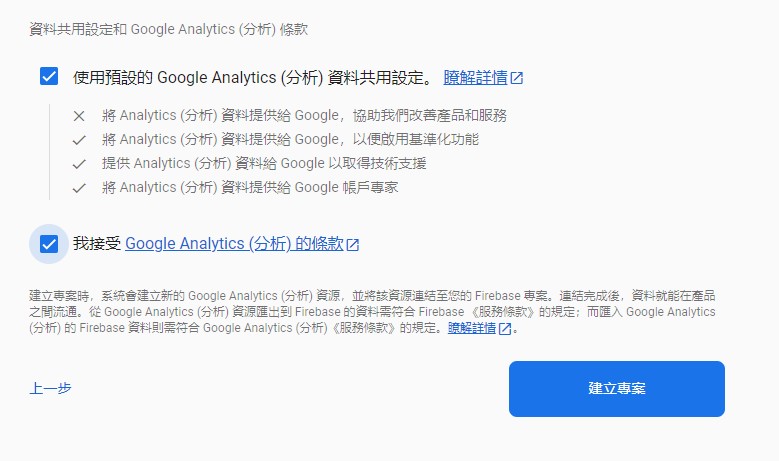 資料共用設定和 Google Analytics (分析) 條款
使用預設的 Google Analytics (分析) 資料共用設定。 瞭解詳情
將 Analytics (分析) 資料提供給 Google，協助我們改善產品和服務
將 Analytics (分析) 資料提供給 Google，以便啟用基準化功能
提供 Analytics (分析) 資料給 Google 以取得技術支援
將 Analytics (分析) 資料提供給 Google 帳戶專家
我接受 Google Analytics (分析) 的條款
建立專案時，系統會建立新的 Google Analytics (分析) 資源，並將該資源連結至您的 Firebase 專案。連結完成後，資料就能在產品
之間流通。從 Google Analytics (分析) 資源匯出到 Firebase 的資料需符合 Firebase 《服務條款》的規定；而匯入 Google Analytics
(分析) 的 Firebase 資料則需符合 Google Analytics (分析)《服務條款》的規定。瞭解詳情。
上一步
建立專案